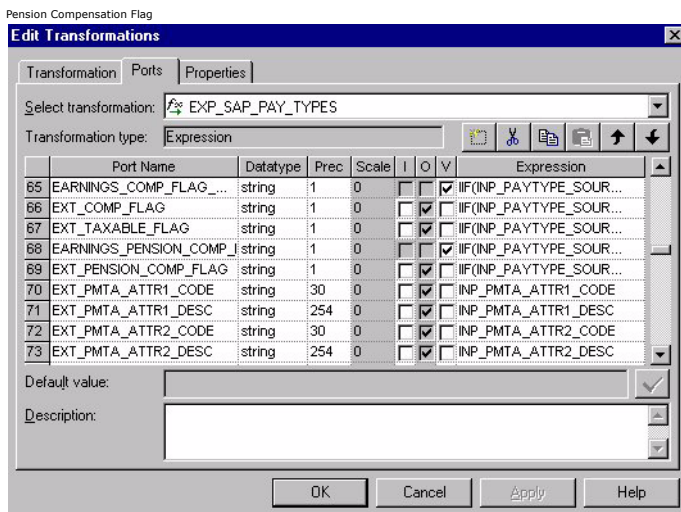 Pension Compensation Flag
Edit Transformations
Transformation Ports Properties
Select transformation: EXP_SAP_PAY_TYPES
Transformation type: Expression
Port Name Datatype Prec Scale I O V Expression
65 EARNINGS_COMP_FLAG_... string 1 0 IIF(INP_PAYTYPE_SOUR...
66 EXT_COMP_FLAG string 1 0 IIF(INP_PAYTYPE_SOUR...
67 EXT_TAXABLE_FLAG string 1 0 IIF(INP_PAYTYPE_SOUR...
68 EARNINGS_PENSION_COMP_ string 1 0 IIF(INP_PAYTYPE_SOUR...
69 EXT_PENSION_COMP_FLAG string 1 0 IIF(INP_PAYTYPE_SOUR...
70 EXT_PMTA_ATTR1_CODE string 30 0 INP_PMTA_ATTR1_CODE
71 EXT_PMTA_ATTR1_DESC string 254 0 INP_PMTA_ATTR1_DESC
72 EXT_PMTA_ATTR2_CODE string 30 0 INP_PMTA_ATTR2_CODE
73 EXT_PMTA_ATTR2_DESC string 254 0 INP_PMTA_ATTR2_DESC
Default value:
Description:
OK Cancel Apply Help